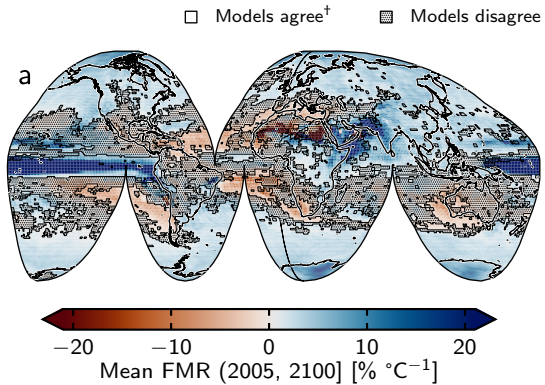 Models agree† Models disagree
a
−20 −10 0 10 20
Mean FMR (2005, 2100) [% °C−1]